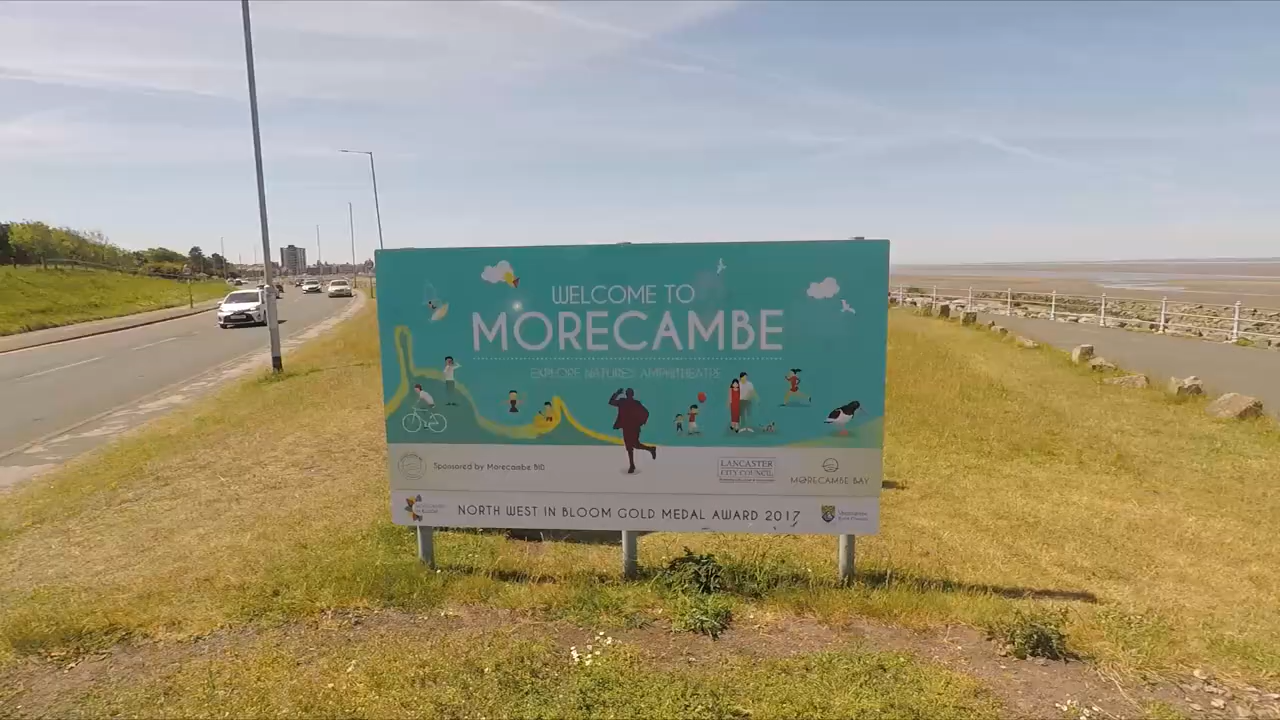 WELCOME TO
MORECAMBE
EXPLORE NATURES AMPHITHEATRE
Sponsored by Morecambe BID
LANCASTER
CITY COUNCIL
MORECAMBE BAY
NORTH WEST IN BLOOM GOLD MEDAL AWARD 2017